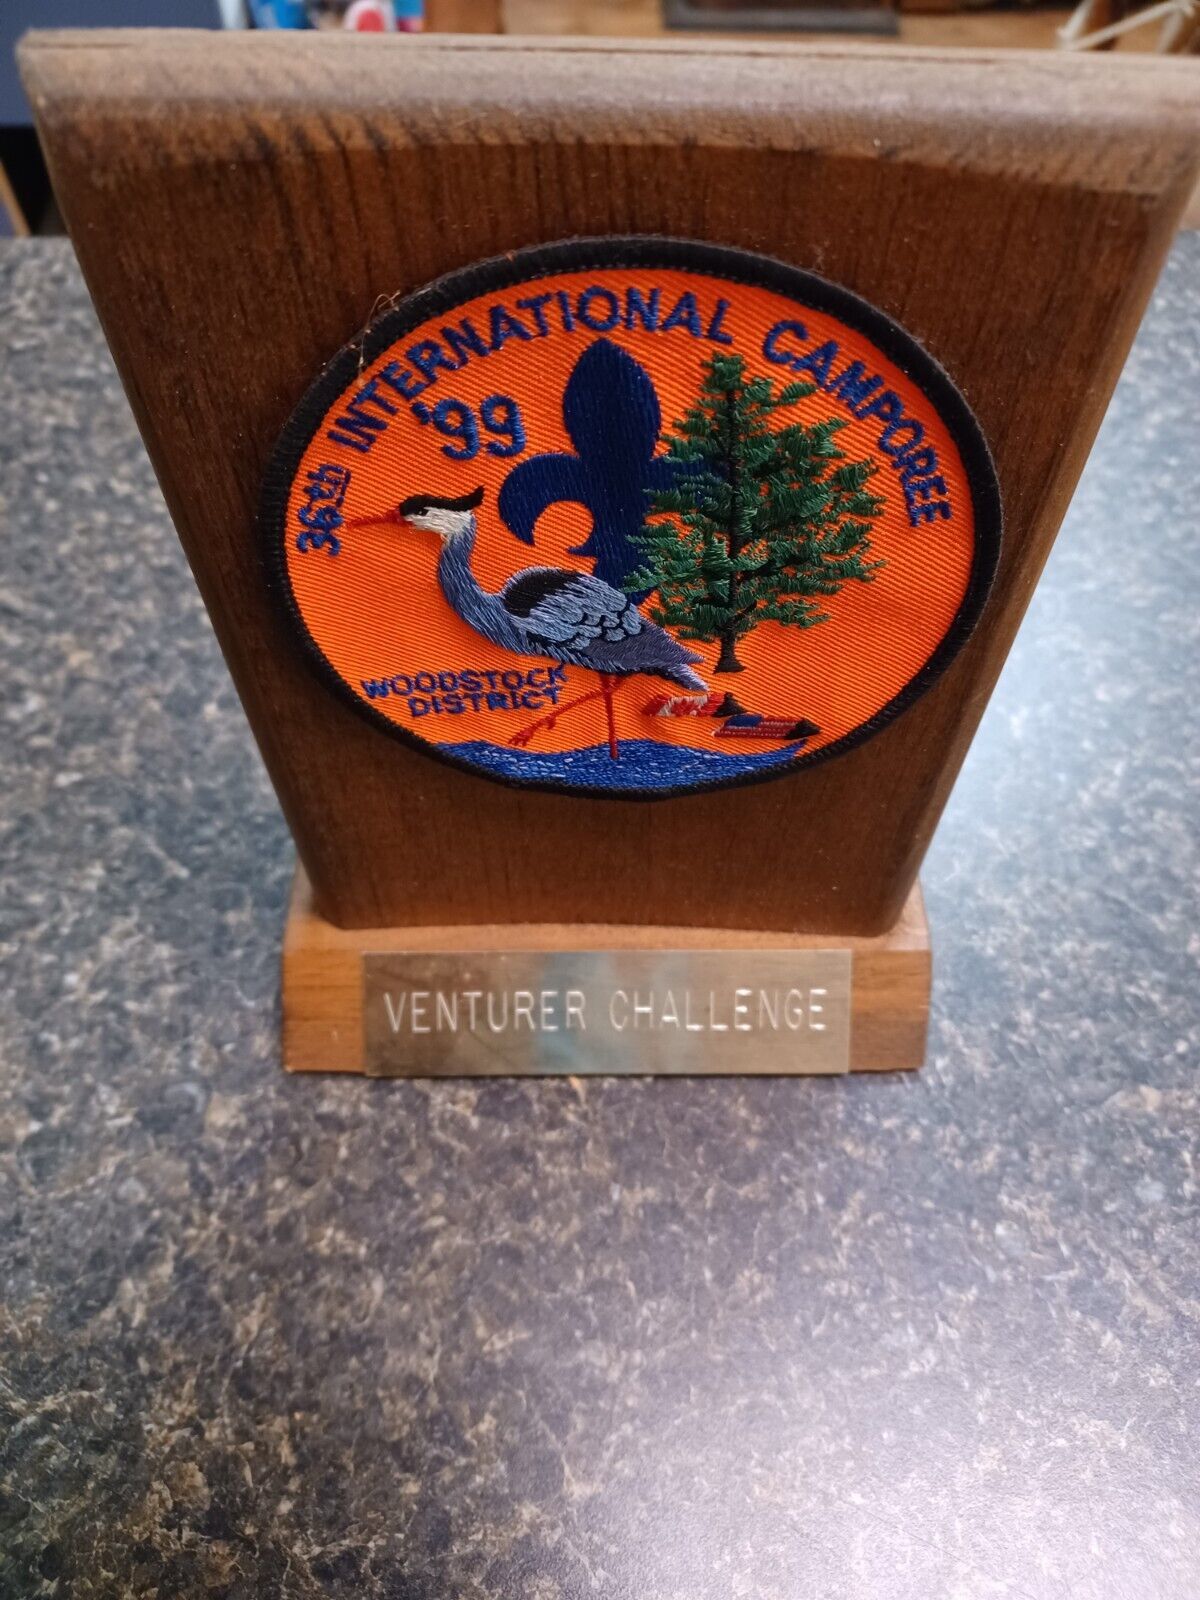 36th INTERNATIONAL CAMPOREE
'99
WOODSTOCK
DISTRICT
VENTURER CHALLENGE